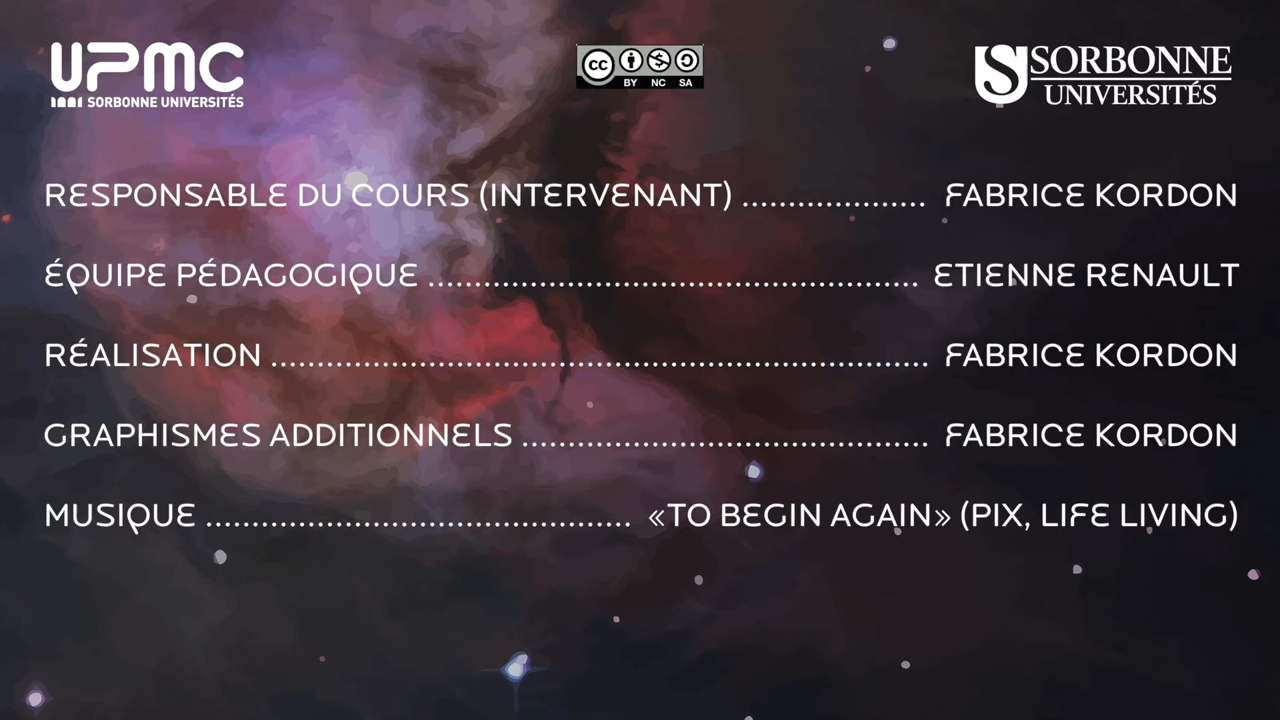 UPMC
SORBONNE UNIVERSITÉS
cc
BY NC SA
SORBONNE
UNIVERSITÉS
RESPONSABLE DU COURS (INTERVENANT) .................... FABRICE KORDON
ÉQUIPE PÉDAGOGIQUE ..................................................... ETIENNE RENAULT
RÉALISATION ....................................................................... FABRICE KORDON
GRAPHISMES ADDITIONNELS ............................................ FABRICE KORDON
MUSIQUE .............................................. «TO BEGIN AGAIN» (PIX, LIFE LIVING)